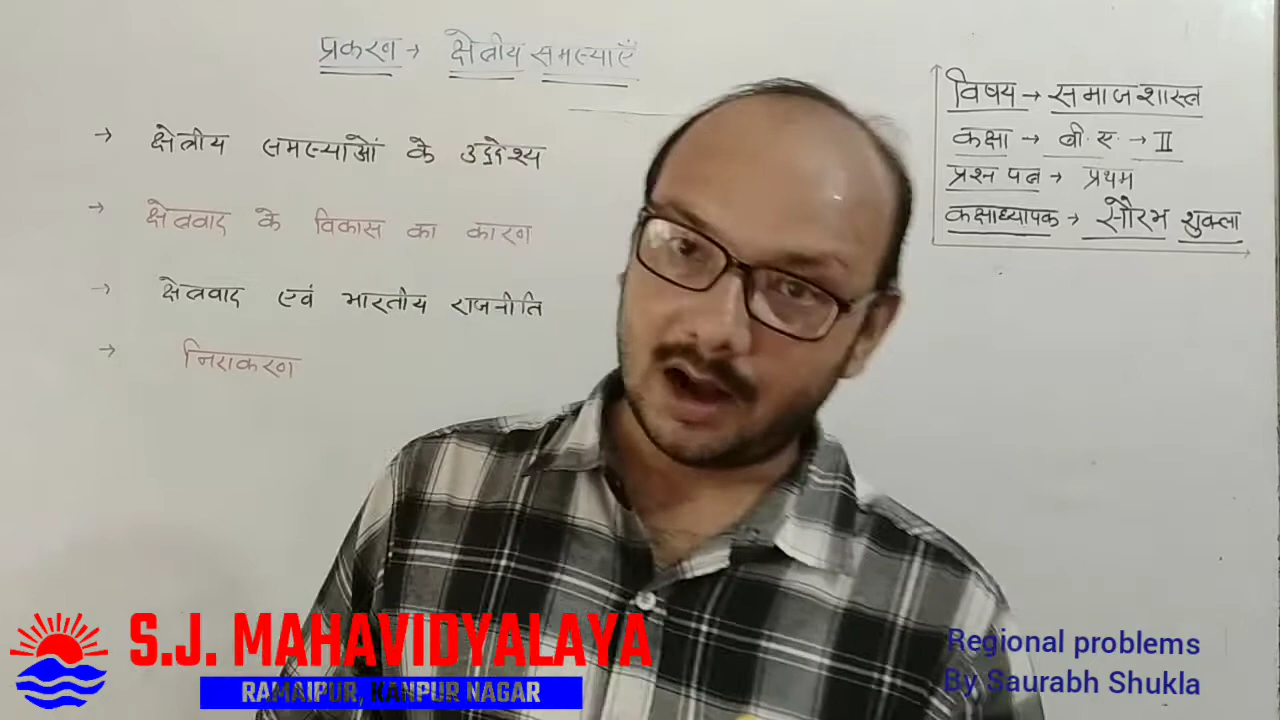 प्रकरण → क्षेत्रीय समस्याएँ
→ क्षेत्रीय समस्याओं के उद्देश्य
→ क्षेत्रवाद के विकास का कारण
→ क्षेत्रवाद एवं भारतीय राजनीति
→ निराकरण
विषय → समाजशास्त्र
कक्षा → बी.ए. → II
प्रश्न पत्र → प्रथम
कक्षाध्यापक → सौरभ शुक्ला
S.J. MAHAVIDYALAYA
RAMAIPUR, KANPUR NAGAR
Regional problems
By Saurabh Shukla